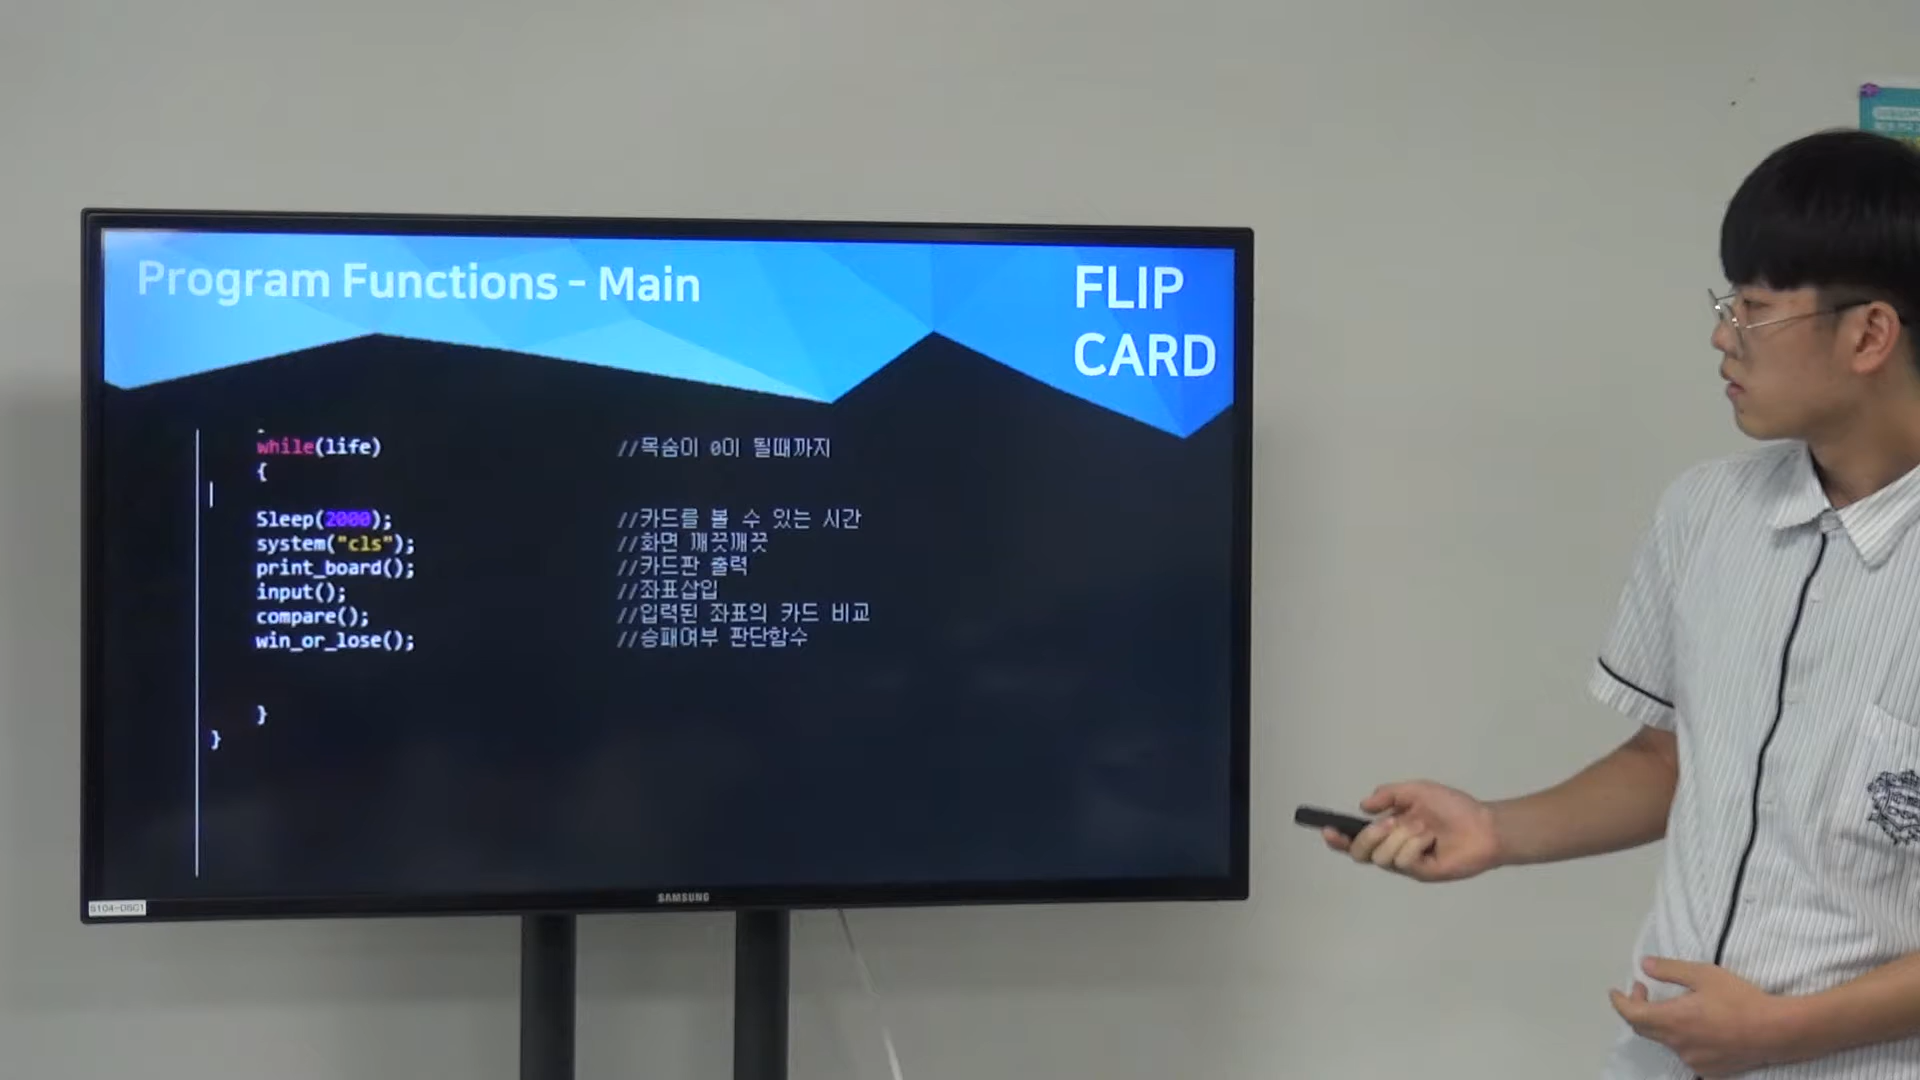 Program Functions - Main
FLIP
CARD
while(life) //목숨이 0이 될때까지
{
Sleep(2000); //카드를 볼 수 있는 시간
system("cls"); //화면 깨끗깨끗
print_board(); //카드판 출력
input(); //좌표삽입
compare(); //입력된 좌표의 카드 비교
win_or_lose(); //승패여부 판단함수
}
}
SAMSUNG